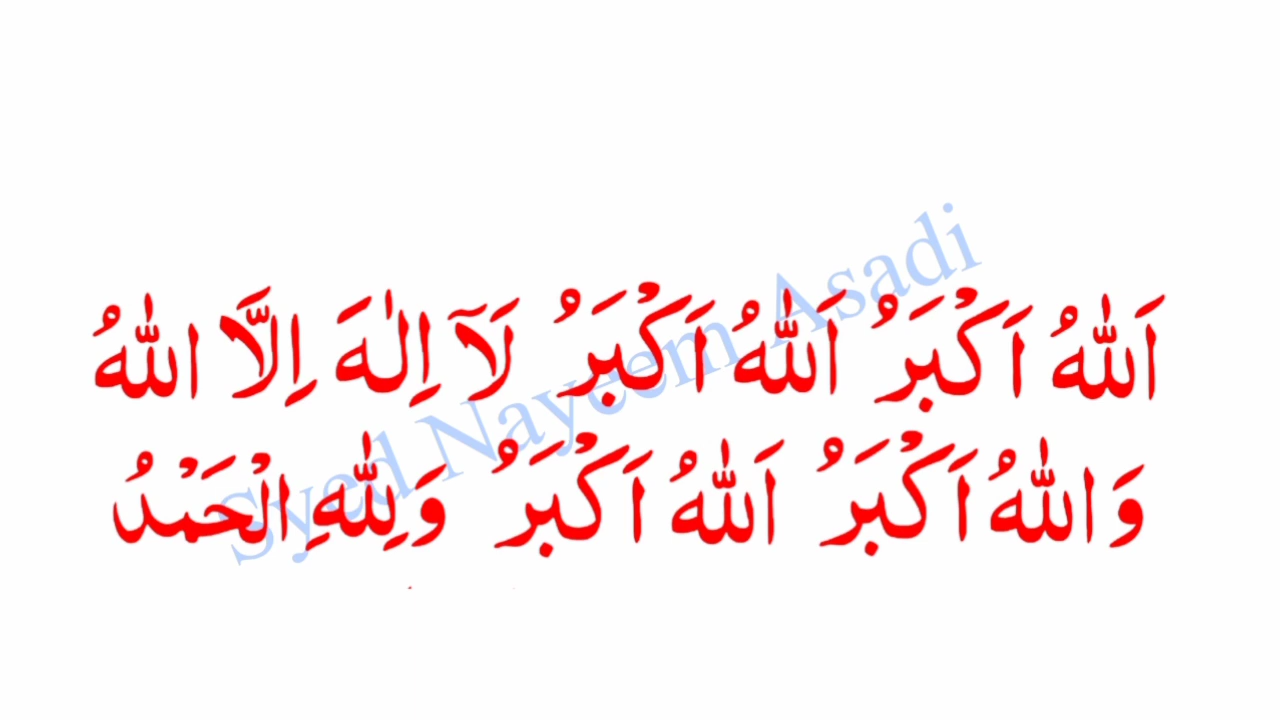 اَللّٰهُ اَكْبَرُ اَللّٰهُ اَكْبَرُ لَآ اِلٰهَ اِلَّا اللّٰهُ
وَاللّٰهُ اَكْبَرُ اَللّٰهُ اَكْبَرُ وَلِلّٰهِ الْحَمْدُ
Syed Nayeem Asadi